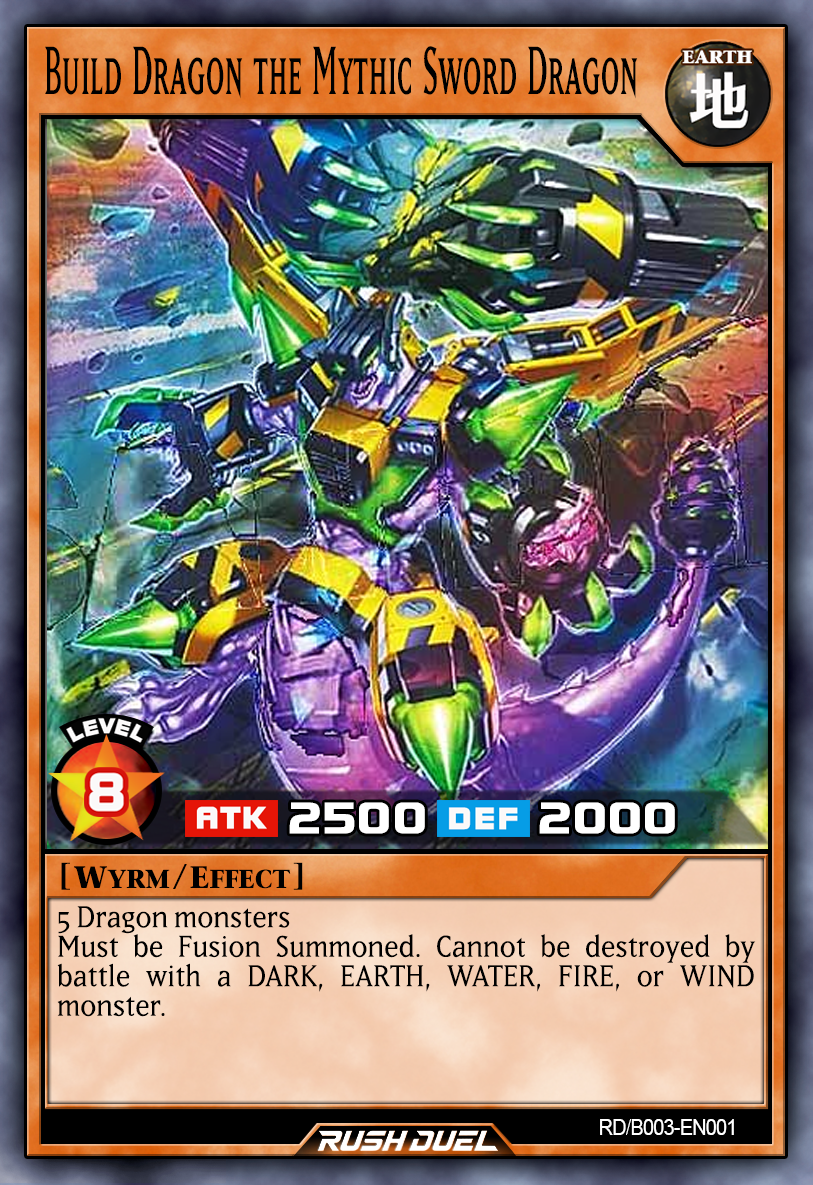 BUILD DRAGON THE MYTHIC SWORD DRAGON
EARTH
地
LEVEL
8
ATK 2500 DEF 2000
[WYRM/EFFECT]
5 Dragon monsters
Must be Fusion Summoned. Cannot be destroyed by
battle with a DARK, EARTH, WATER, FIRE, or WIND
monster.
RUSH DUEL
RD/B003-EN001